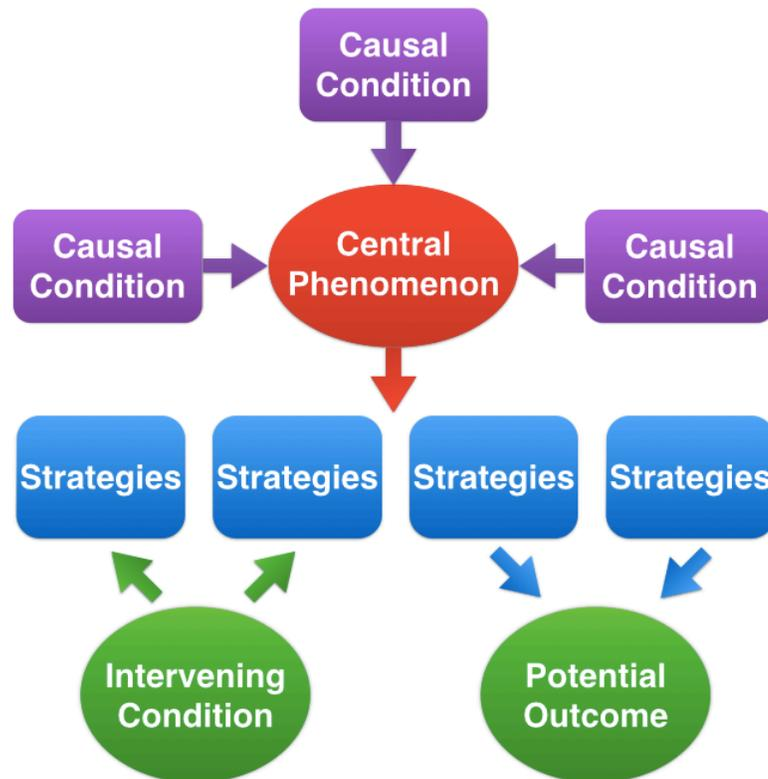 Causal
Condition
Causal
Condition
Central
Phenomenon
Causal
Condition
Strategies
Strategies
Strategies
Strategies
Intervening
Condition
Potential
Outcome